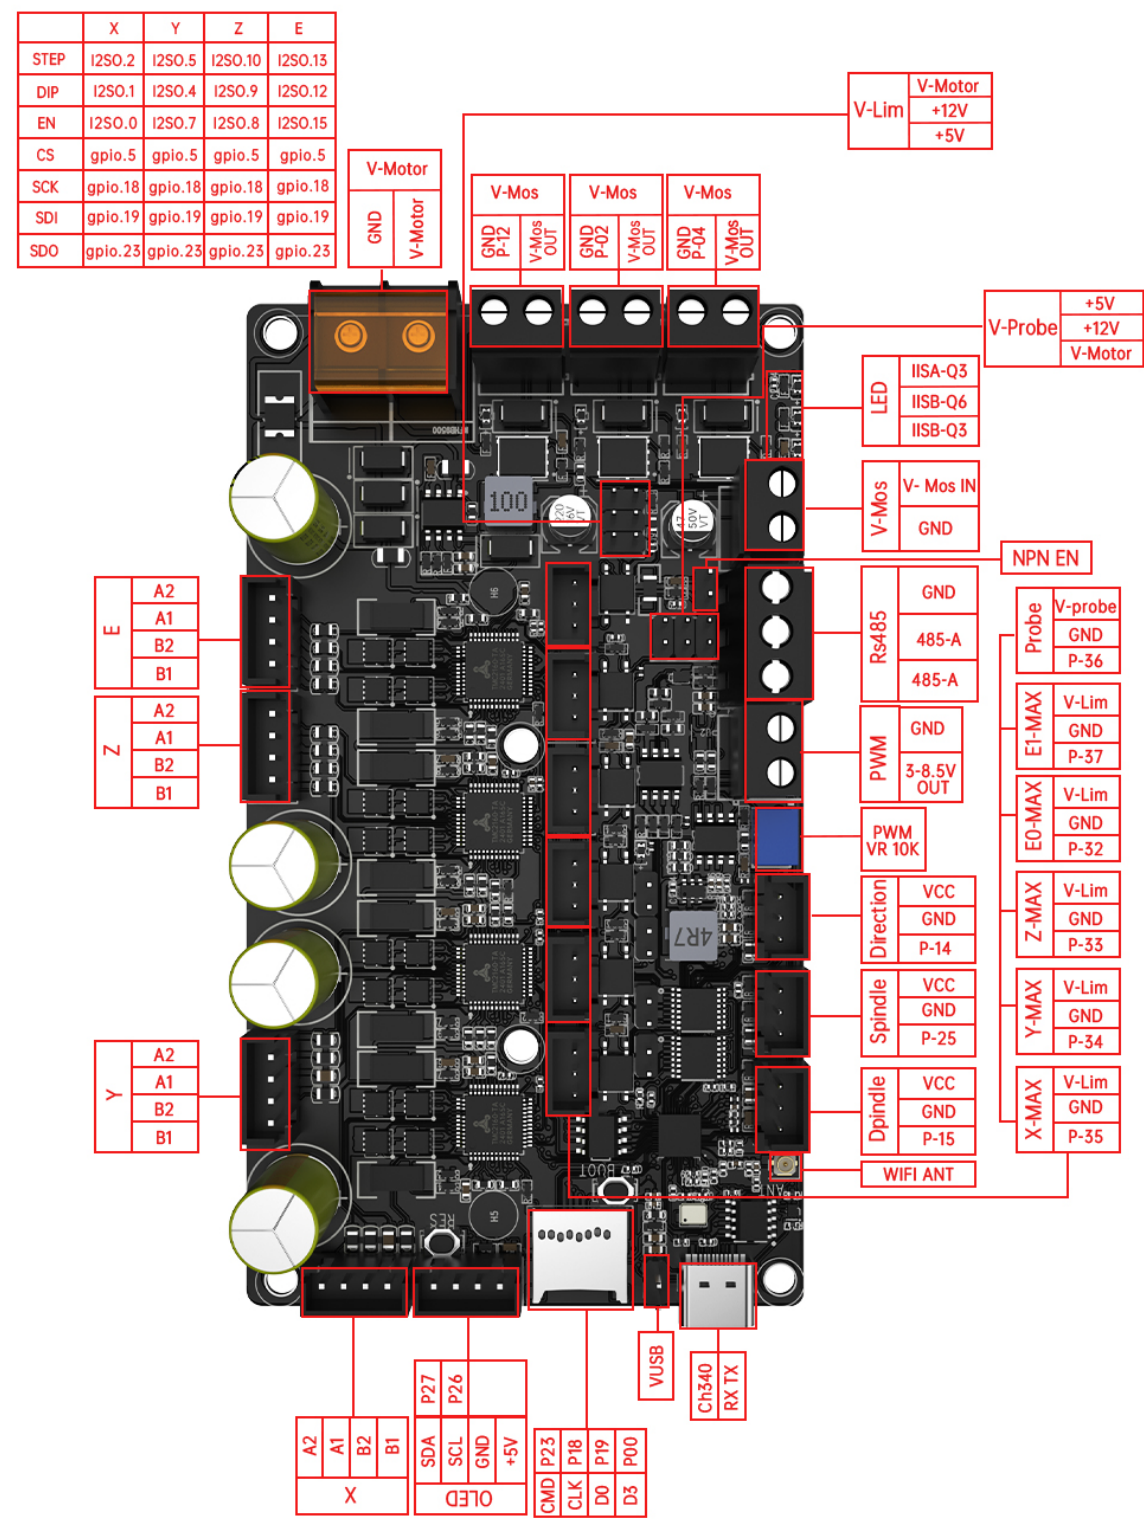 X Y Z E
STEP I2SO.2 I2SO.5 I2SO.10 I2SO.13
DIP I2SO.1 I2SO.4 I2SO.9 I2SO.12
EN I2SO.0 I2SO.7 I2SO.8 I2SO.15
CS gpio.5 gpio.5 gpio.5 gpio.5
SCK gpio.18 gpio.18 gpio.18 gpio.18
SDI gpio.19 gpio.19 gpio.19 gpio.19
SDO gpio.23 gpio.23 gpio.23 gpio.23
V-Motor
GND
V-Motor
V-Mos
GND
P-12
V-Mos
OUT
V-Mos
GND
P-02
V-Mos
OUT
V-Mos
GND
P-04
V-Mos
OUT
V-Lim
V-Motor
+12V
+5V
V-Probe
+5V
+12V
V-Motor
LED
IISA-Q3
IISB-Q6
IISB-Q3
V-Mos
V- Mos IN
GND
NPN EN
Rs485
GND
485-A
485-A
PWM
GND
3-8.5V
OUT
PWM
VR 10K
Direction
VCC
GND
P-14
Spindle
VCC
GND
P-25
Dpindle
VCC
GND
P-15
WIFI ANT
Probe
V-probe
GND
P-36
E1-MAX
V-Lim
GND
P-37
E0-MAX
V-Lim
GND
P-32
Z-MAX
V-Lim
GND
P-33
Y-MAX
V-Lim
GND
P-34
X-MAX
V-Lim
GND
P-35
E
A2
A1
B2
B1
Z
A2
A1
B2
B1
Y
A2
A1
B2
B1
100
50V
VT
H6
4R7
BOOT
ANT
H5
A2 A1 B2 B1
X
P27 P26
SDA SCL GND +5V
OLED
P23 P18 P19 P00
CMD CLK D0 D3
VUSB
Ch340
RX TX